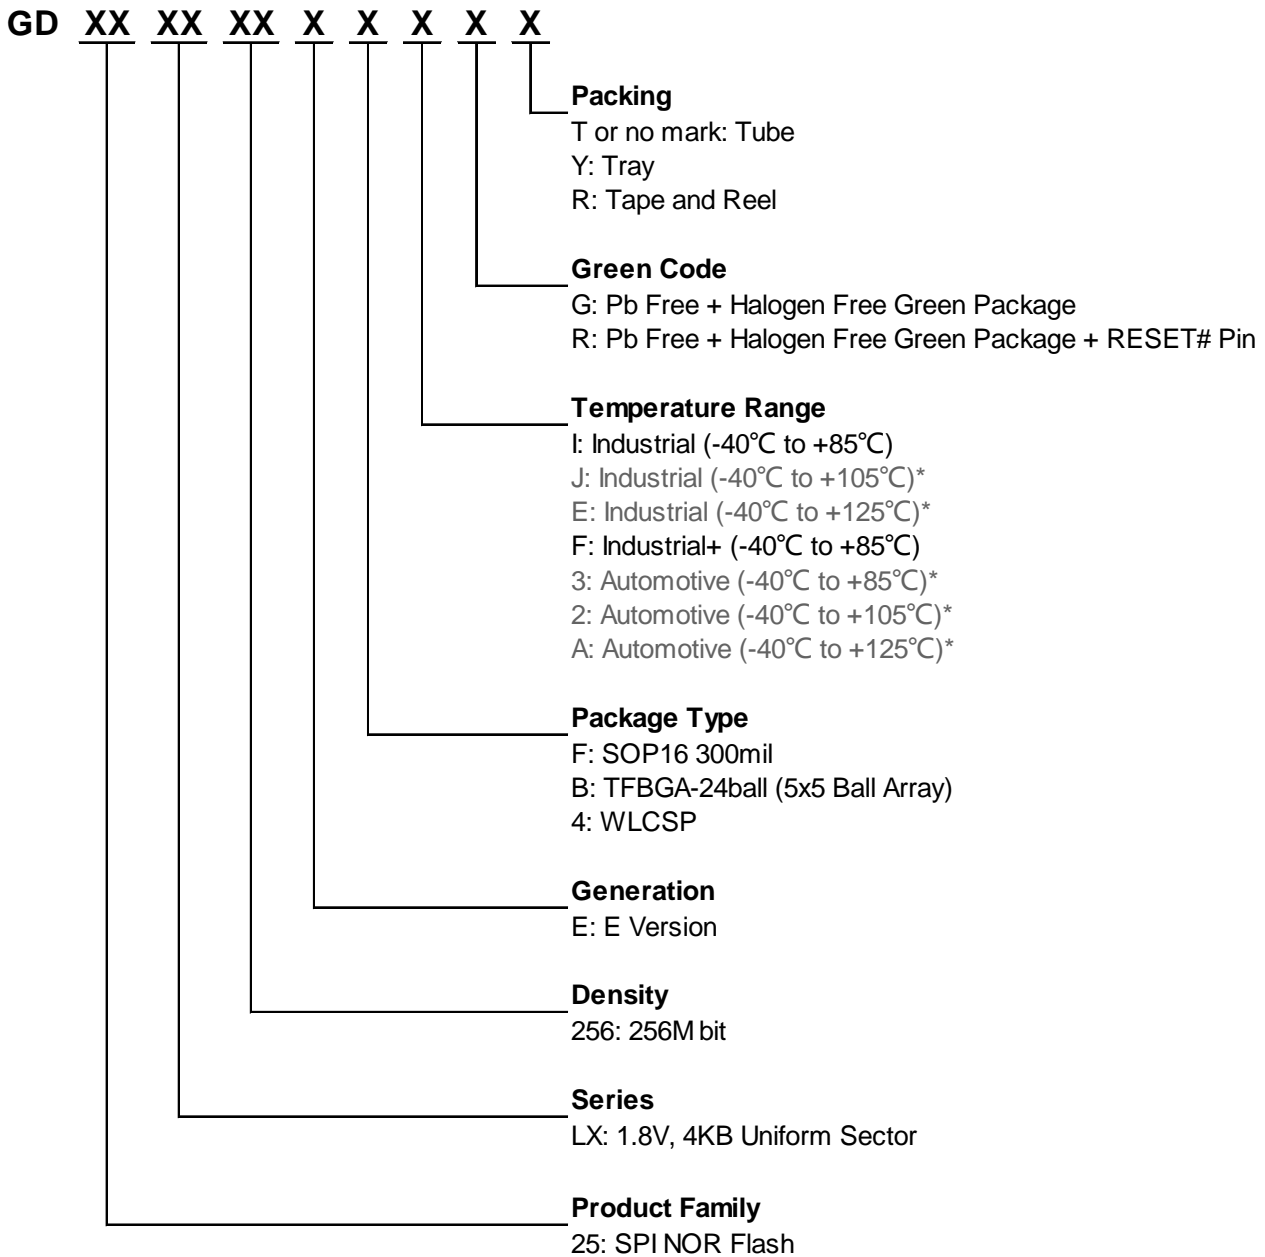 GD XX XX XX X X X X X
Packing
T or no mark: Tube
Y: Tray
R: Tape and Reel
Green Code
G: Pb Free + Halogen Free Green Package
R: Pb Free + Halogen Free Green Package + RESET# Pin
Temperature Range
I: Industrial (-40℃ to +85℃)
J: Industrial (-40℃ to +105℃)*
E: Industrial (-40℃ to +125℃)*
F: Industrial+ (-40℃ to +85℃)
3: Automotive (-40℃ to +85℃)*
2: Automotive (-40℃ to +105℃)*
A: Automotive (-40℃ to +125℃)*
Package Type
F: SOP16 300mil
B: TFBGA-24ball (5x5 Ball Array)
4: WLCSP
Generation
E: E Version
Density
256: 256M bit
Series
LX: 1.8V, 4KB Uniform Sector
Product Family
25: SPI NOR Flash